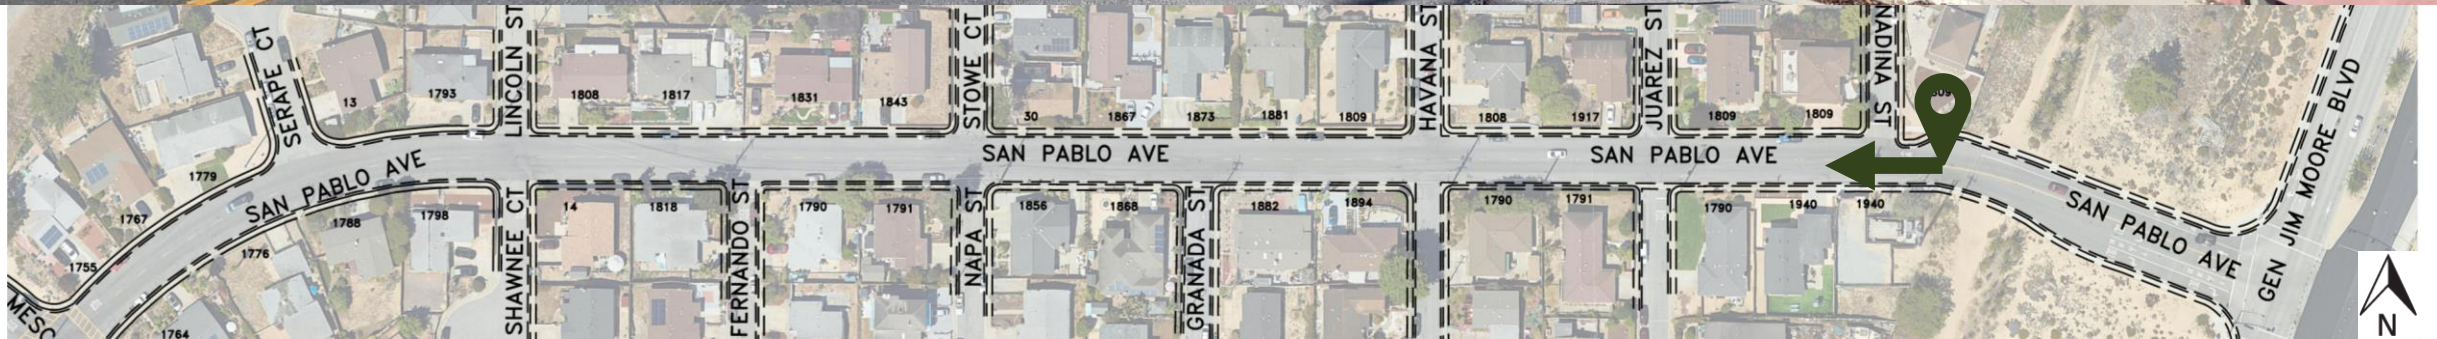 SERAPE CT
LINCOLN ST
STOWE CT
HAVANA ST
JUAREZ ST
NADINA ST
GEN JIM MOORE BLVD
13
1793
1808
1817
1831
1843
30
1867
1873
1881
1809
1808
1917
1809
1809
SAN PABLO AVE
SAN PABLO AVE
SAN PABLO AVE
SAN PABLO AVE
1779
1767
1755
1788
1798
1776
1764
14
1818
1790
1791
1856
1868
1882
1894
1790
1791
1790
1940
1940
SHAWNEE CT
FERNANDO ST
NAPA ST
GRANADA ST
MESC
N